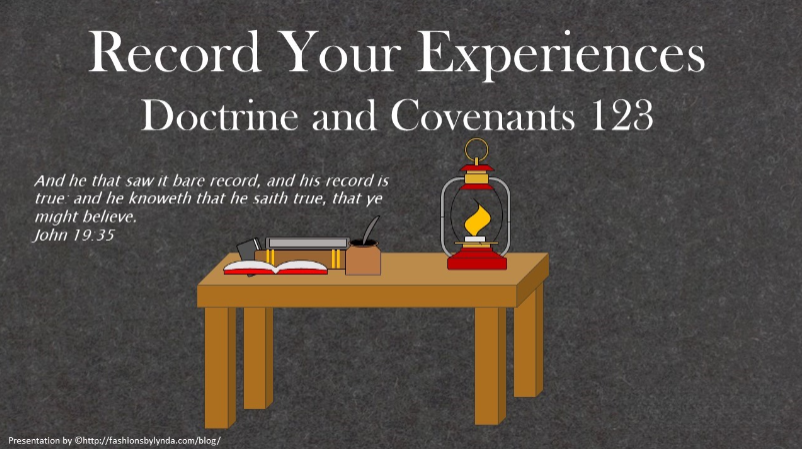 Record Your Experiences
Doctrine and Covenants 123
And he that saw it bare record, and his record is
true: and he knoweth that he saith true, that ye
might believe.
John 19:35
Presentation by ©http://fashionsbylynda.com/blog/